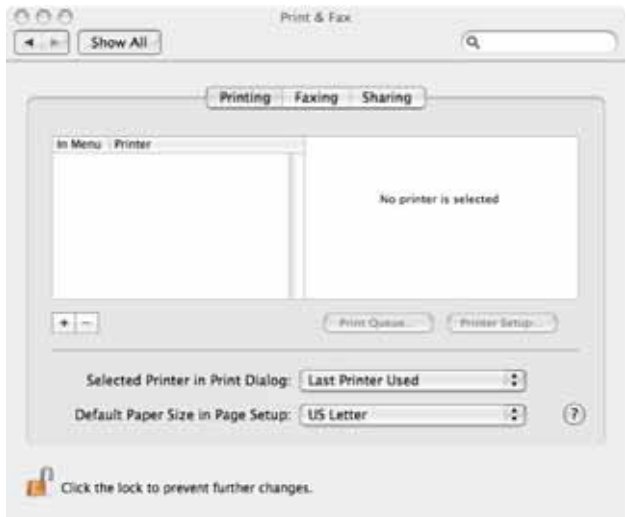 Print & Fax
Show All
Printing Faxing Sharing
In Menu Printer
No printer is selected
+ −
Print Queue... Printer Setup...
Selected Printer in Print Dialog: Last Printer Used
Default Paper Size in Page Setup: US Letter ?
Click the lock to prevent further changes.